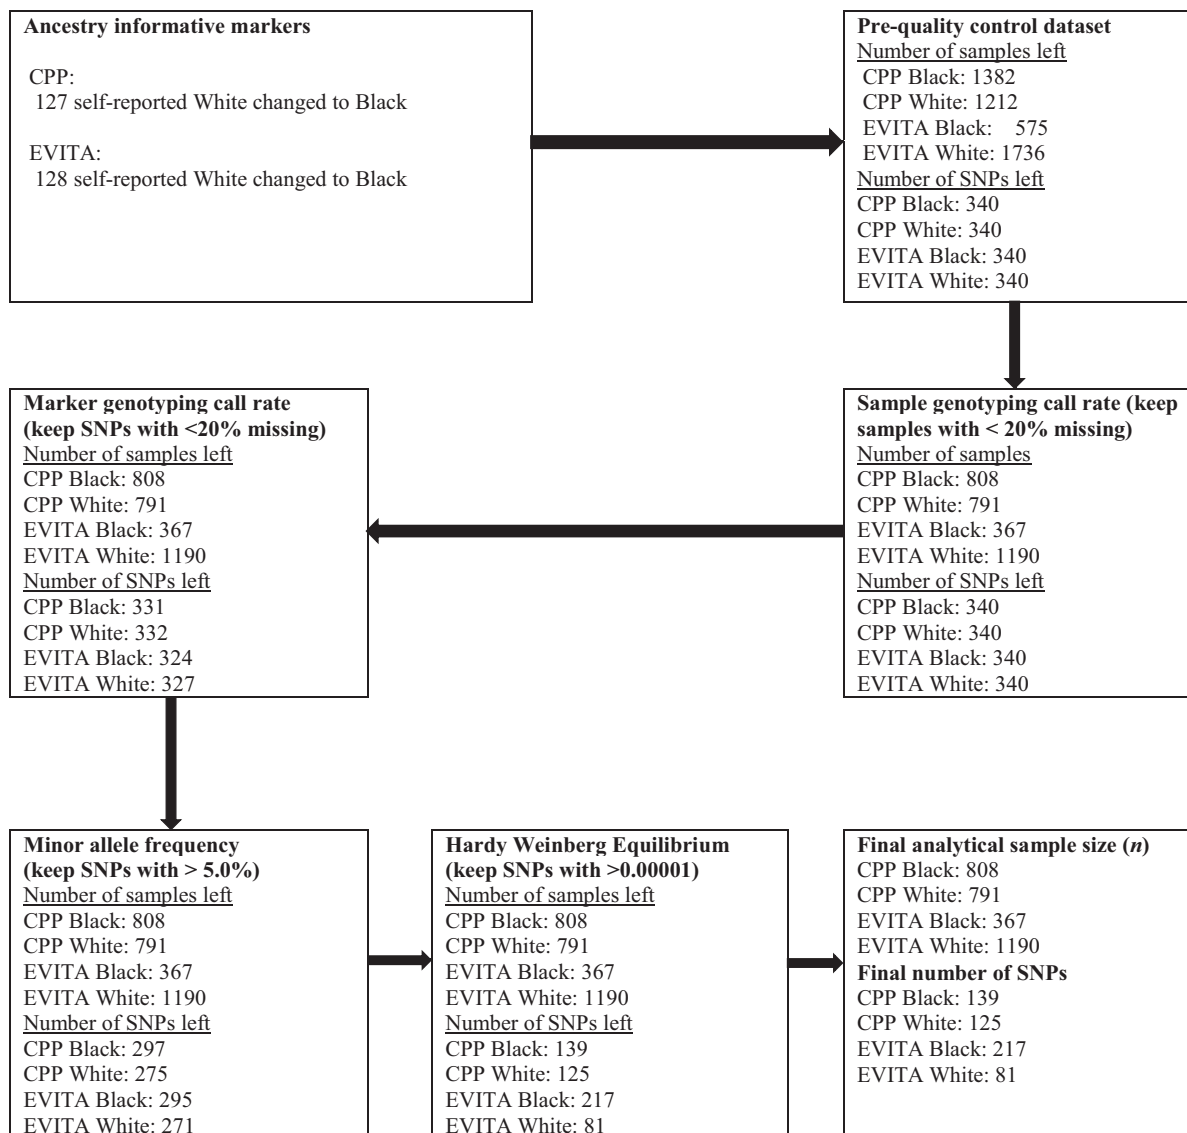 Ancestry informative markers
CPP:
127 self-reported White changed to Black
EVITA:
128 self-reported White changed to Black
Pre-quality control dataset
Number of samples left
CPP Black: 1382
CPP White: 1212
EVITA Black: 575
EVITA White: 1736
Number of SNPs left
CPP Black: 340
CPP White: 340
EVITA Black: 340
EVITA White: 340
Sample genotyping call rate (keep
samples with < 20% missing)
Number of samples
CPP Black: 808
CPP White: 791
EVITA Black: 367
EVITA White: 1190
Number of SNPs left
CPP Black: 340
CPP White: 340
EVITA Black: 340
EVITA White: 340
Marker genotyping call rate
(keep SNPs with <20% missing)
Number of samples left
CPP Black: 808
CPP White: 791
EVITA Black: 367
EVITA White: 1190
Number of SNPs left
CPP Black: 331
CPP White: 332
EVITA Black: 324
EVITA White: 327
Minor allele frequency
(keep SNPs with > 5.0%)
Number of samples left
CPP Black: 808
CPP White: 791
EVITA Black: 367
EVITA White: 1190
Number of SNPs left
CPP Black: 297
CPP White: 275
EVITA Black: 295
EVITA White: 271
Hardy Weinberg Equilibrium
(keep SNPs with >0.00001)
Number of samples left
CPP Black: 808
CPP White: 791
EVITA Black: 367
EVITA White: 1190
Number of SNPs left
CPP Black: 139
CPP White: 125
EVITA Black: 217
EVITA White: 81
Final analytical sample size (n)
CPP Black: 808
CPP White: 791
EVITA Black: 367
EVITA White: 1190
Final number of SNPs
CPP Black: 139
CPP White: 125
EVITA Black: 217
EVITA White: 81